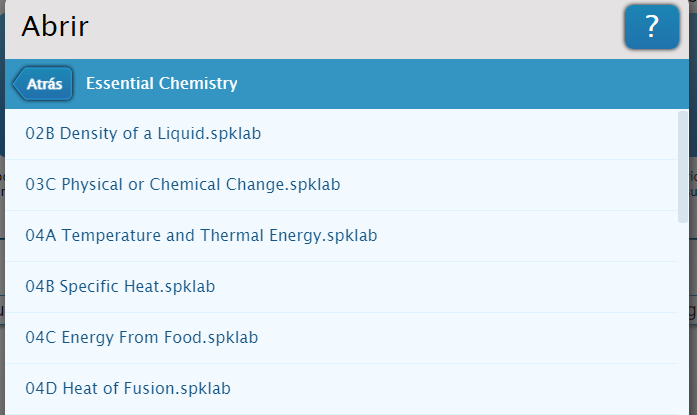 Abrir
?
Atrás Essential Chemistry
02B Density of a Liquid.spklab
03C Physical or Chemical Change.spklab
04A Temperature and Thermal Energy.spklab
04B Specific Heat.spklab
04C Energy From Food.spklab
04D Heat of Fusion.spklab